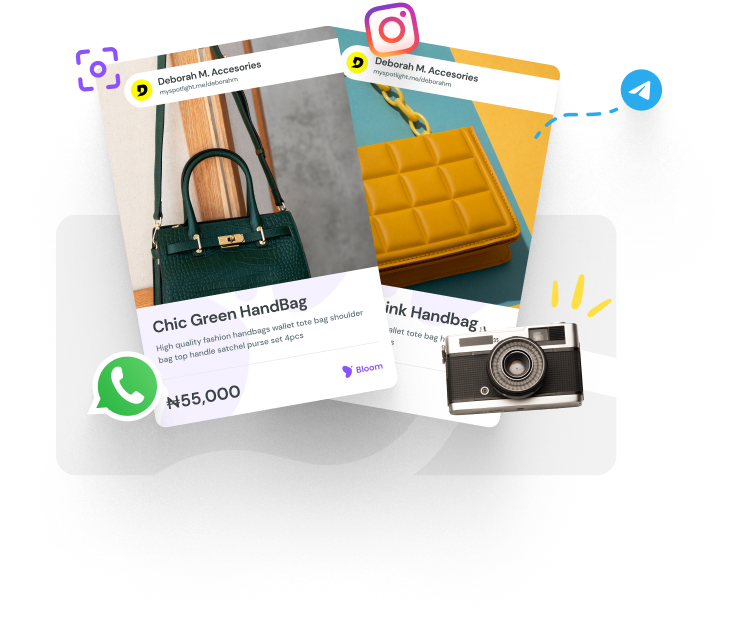 Deborah M. Accesories
myspotlight.me/deborahm
Chic Green HandBag
High quality fashion handbags wallet tote bag shoulder
bag top handle satchel purse set 4pcs
₦55,000
Bloom
Deborah M. Accesories
myspotlight.me/deborahm
ink Handbag
wallet tote bag